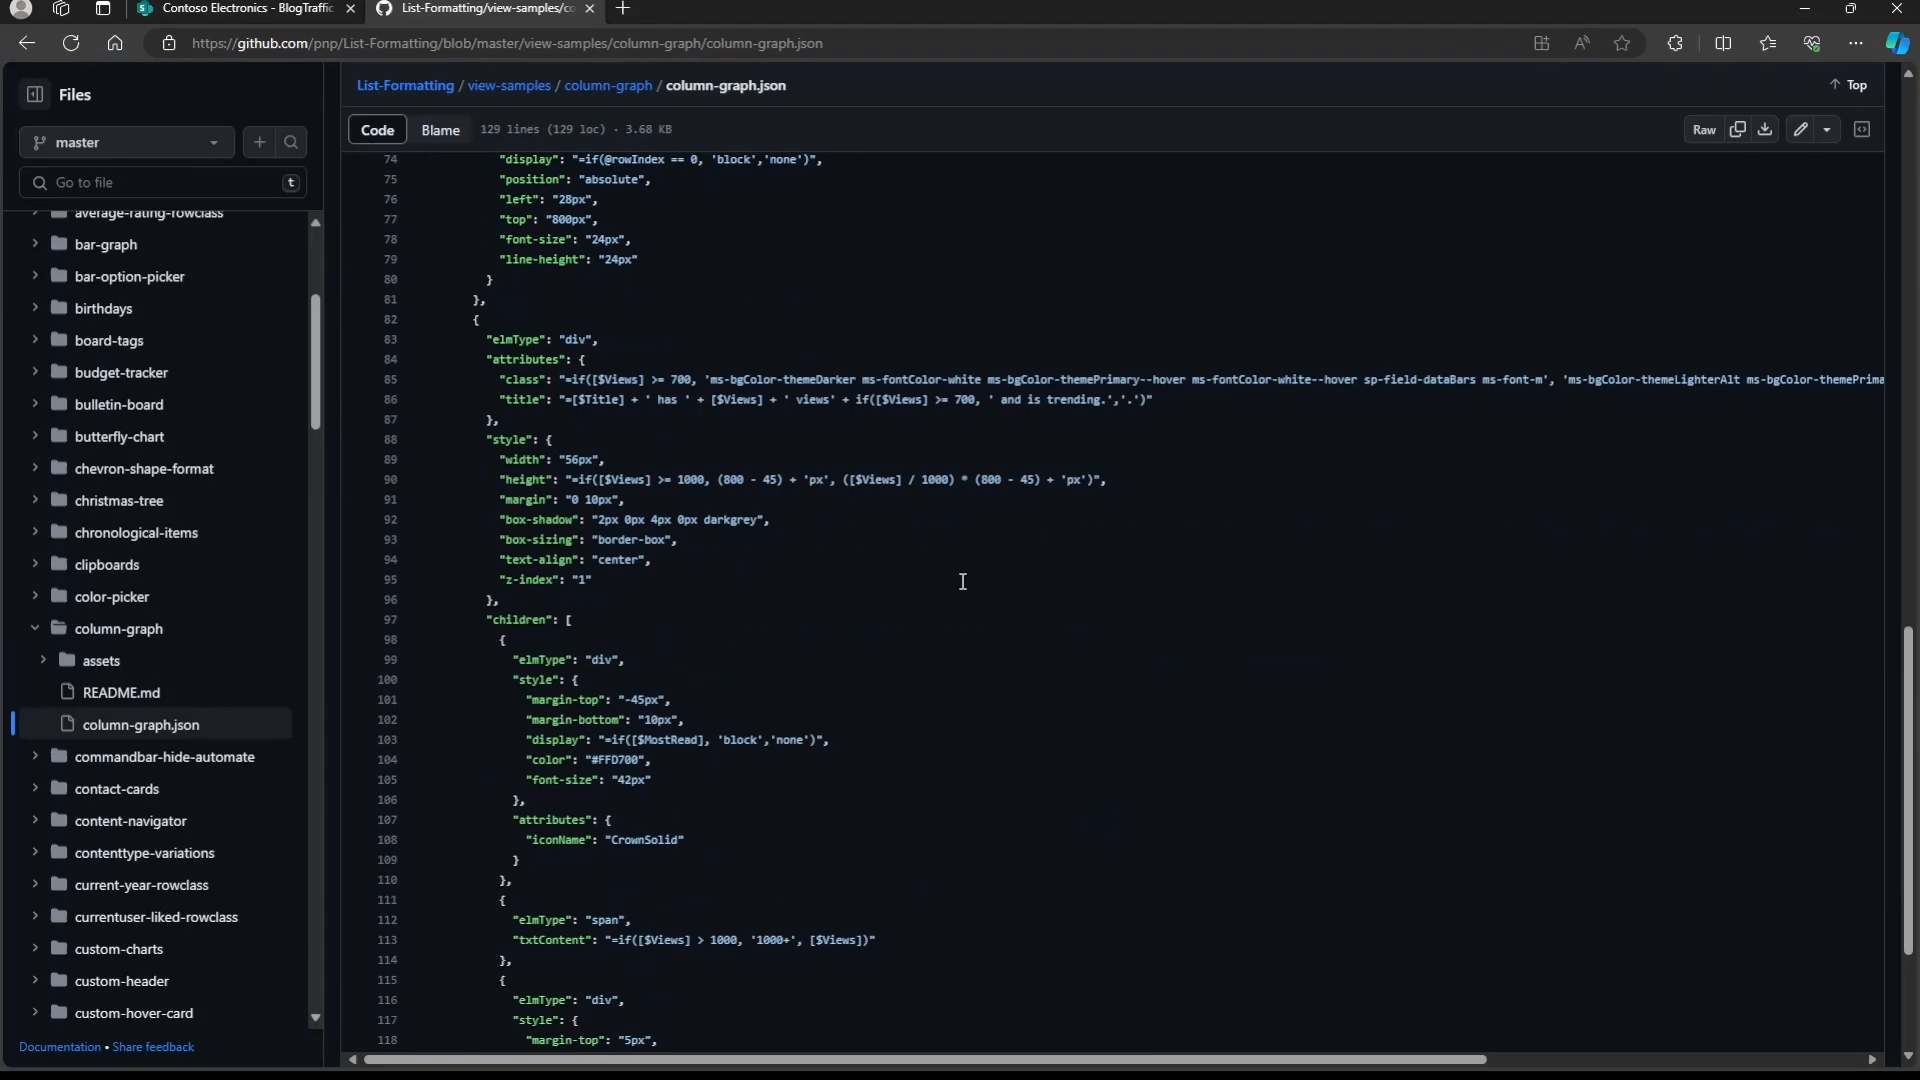 Contoso Electronics - BlogTraffic
List-Formatting/view-samples/co
https://github.com/pnp/List-Formatting/blob/master/view-samples/column-graph/column-graph.json
Files
master
Go to file
t
average-rating-rowclass
bar-graph
bar-option-picker
birthdays
board-tags
budget-tracker
bulletin-board
butterfly-chart
chevron-shape-format
christmas-tree
chronological-items
clipboards
color-picker
column-graph
assets
README.md
column-graph.json
commandbar-hide-automate
contact-cards
content-navigator
contenttype-variations
current-year-rowclass
currentuser-liked-rowclass
custom-charts
custom-header
custom-hover-card
Documentation • Share feedback
List-Formatting / view-samples / column-graph / column-graph.json
Top
Code Blame 129 lines (129 loc) · 3.68 KB
Raw
74 "display": "=if(@rowIndex == 0, 'block','none')",
75 "position": "absolute",
76 "left": "28px",
77 "top": "800px",
78 "font-size": "24px",
79 "line-height": "24px"
80 }
81 },
82 {
83 "elmType": "div",
84 "attributes": {
85 "class": "=if([$Views] >= 700, 'ms-bgColor-themeDarker ms-fontColor-white ms-bgColor-themePrimary--hover ms-fontColor-white--hover sp-field-dataBars ms-font-m', 'ms-bgColor-themeLighterAlt ms-bgColor-themePrima
86 "title": "=[$Title] + ' has ' + [$Views] + ' views' + if([$Views] >= 700, ' and is trending.','.')"
87 },
88 "style": {
89 "width": "56px",
90 "height": "=if([$Views] >= 1000, (800 - 45) + 'px', ([$Views] / 1000) * (800 - 45) + 'px')",
91 "margin": "0 10px",
92 "box-shadow": "2px 0px 4px 0px darkgrey",
93 "box-sizing": "border-box",
94 "text-align": "center",
95 "z-index": "1"
96 },
97 "children": [
98 {
99 "elmType": "div",
100 "style": {
101 "margin-top": "-45px",
102 "margin-bottom": "10px",
103 "display": "=if([$MostRead], 'block','none')",
104 "color": "#FFD700",
105 "font-size": "42px"
106 },
107 "attributes": {
108 "iconName": "CrownSolid"
109 }
110 },
111 {
112 "elmType": "span",
113 "txtContent": "=if([$Views] > 1000, '1000+', [$Views])"
114 },
115 {
116 "elmType": "div",
117 "style": {
118 "margin-top": "5px",